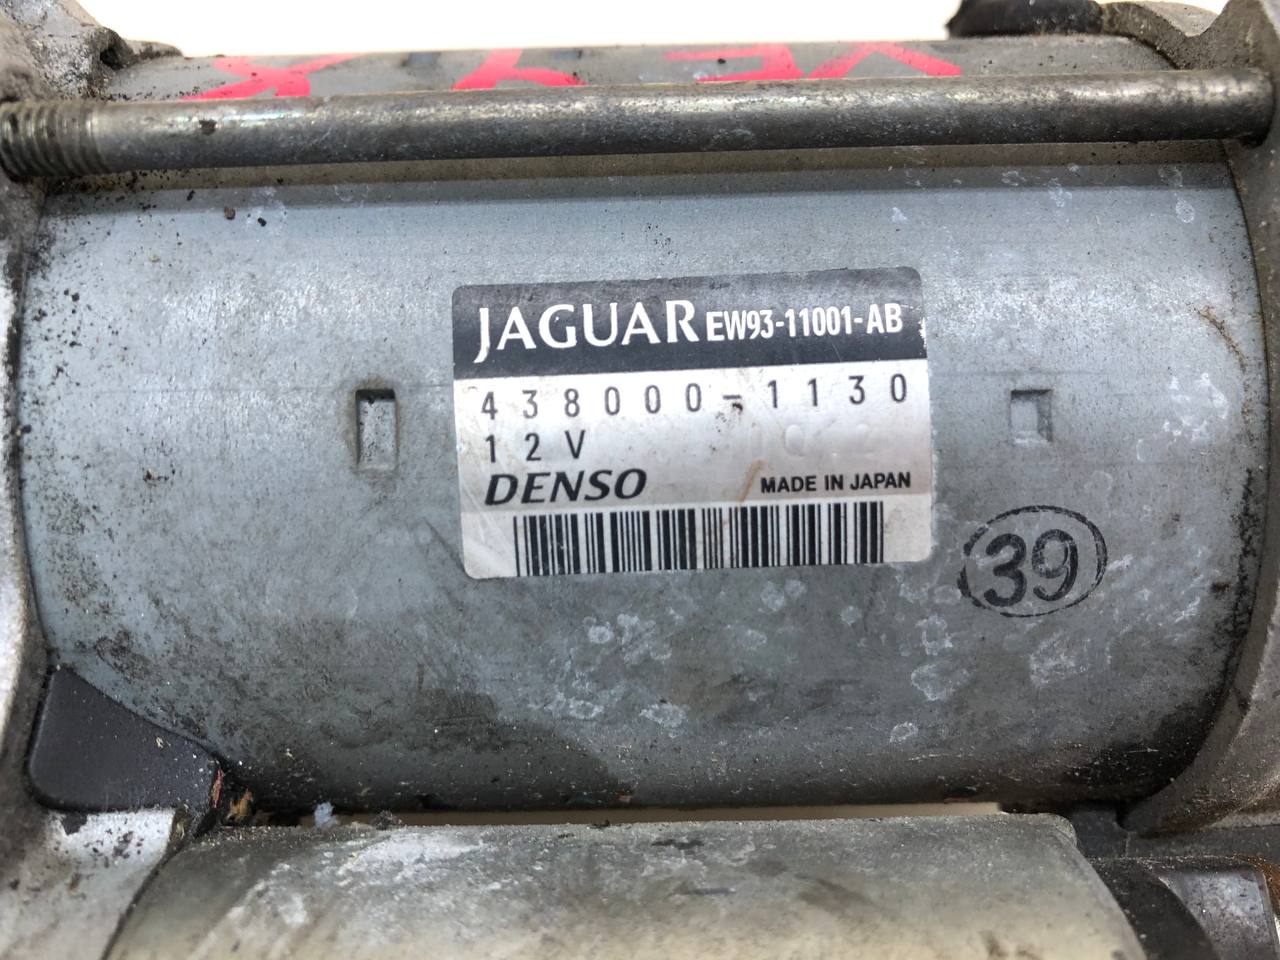 JAGUAR EW93-11001-AB
438000-1130
12V
DENSO MADE IN JAPAN
39